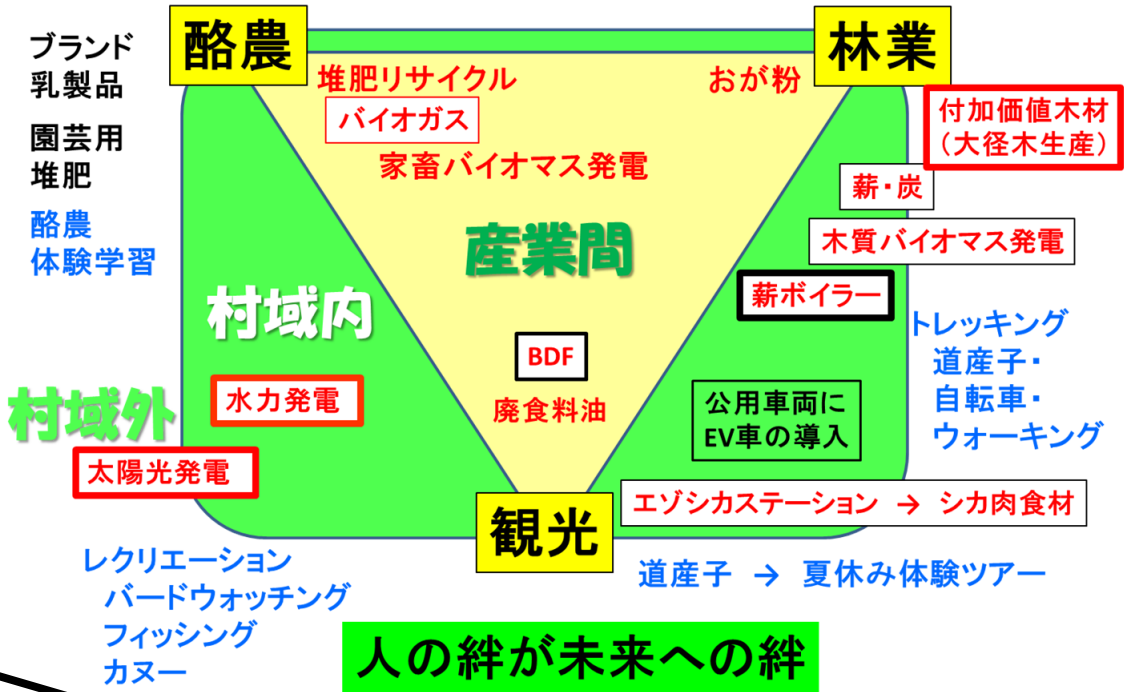 酪農
林業
ブランド
乳製品
園芸用
堆肥
酪農
体験学習
堆肥リサイクル
おが粉
バイオガス
家畜バイオマス発電
付加価値木材
(大径木生産)
薪・炭
木質バイオマス発電
産業間
薪ボイラー
村域内
トレッキング
道産子・
自転車・
ウォーキング
BDF
廃食料油
水力発電
公用車両に
EV車の導入
村域外
太陽光発電
エゾシカステーション → シカ肉食材
観光
道産子 → 夏休み体験ツアー
レクリエーション
バードウォッチング
フィッシング
カヌー
人の絆が未来への絆